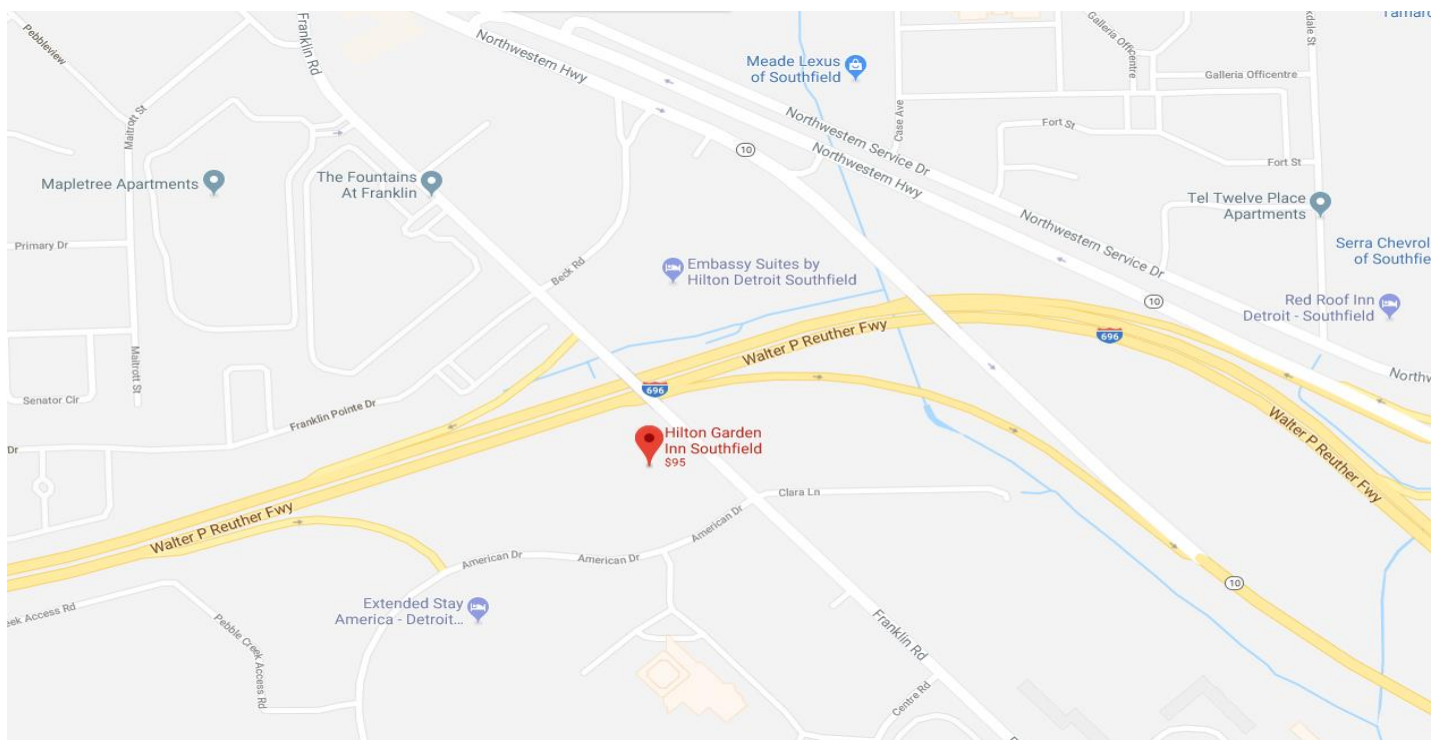 Pebbleview
Franklin Rd
Northwestern Hwy
Meade Lexus
of Southfield
Galleria Officentre
Galleria Officentre
Maitrott St
Case Ave
Fort St
Fort St
10
Northwestern Service Dr
Northwestern Hwy
Mapletree Apartments
The Fountains
At Franklin
Tel Twelve Place
Apartments
Primary Dr
Beck Rd
Northwestern Service Dr
Embassy Suites by
Hilton Detroit Southfield
Serra Chevrol
of Southfie
10
Red Roof Inn
Detroit - Southfield
Walter P Reuther Fwy
696
Maitrott St
696
Northw
Senator Cir
Franklin Pointe Dr
Hilton Garden
Inn Southfield
$95
Dr
Walter P Reuther Fwy
Clara Ln
American Dr
Walter P Reuther Fwy
American Dr
American Dr
10
eek Access Rd
Extended Stay
America - Detroit...
Pebble Creek Access Rd
Franklin Rd
Centre Rd